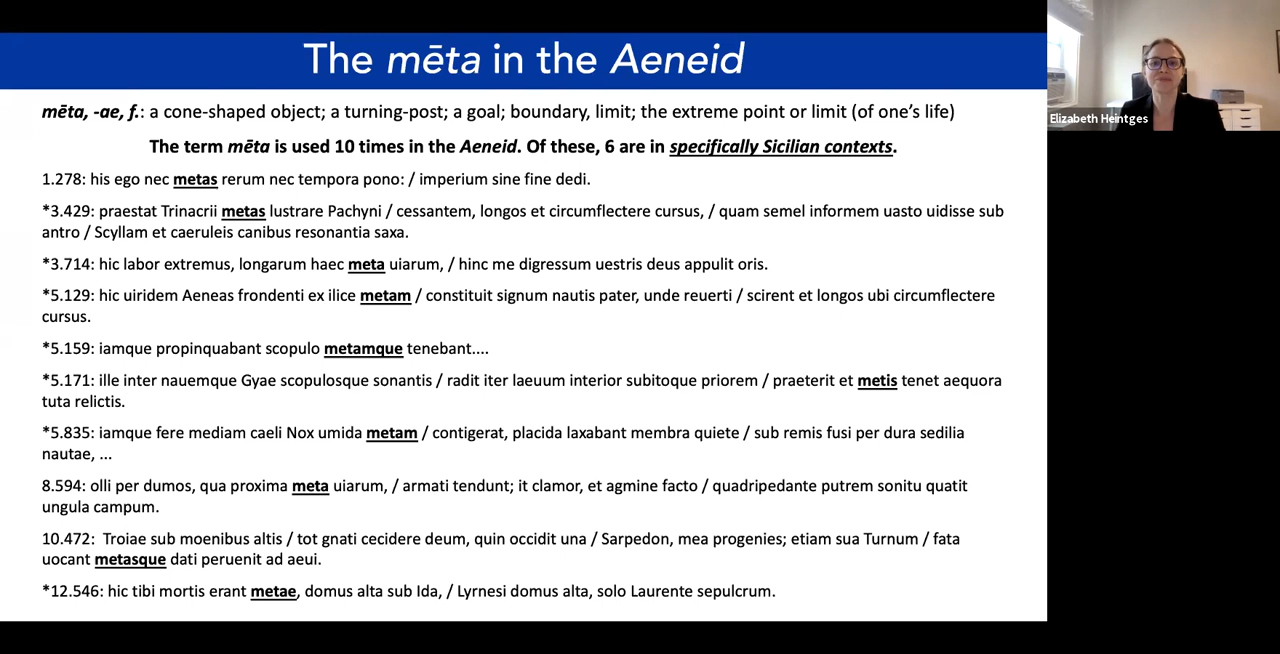 The mēta in the Aeneid
mēta, -ae, f.: a cone-shaped object; a turning-post; a goal; boundary, limit; the extreme point or limit (of one's life)
The term mēta is used 10 times in the Aeneid. Of these, 6 are in specifically Sicilian contexts.
1.278: his ego nec metas rerum nec tempora pono: / imperium sine fine dedi.
*3.429: praestat Trinacrii metas lustrare Pachyni / cessantem, longos et circumflectere cursus, / quam semel informem uasto uidisse sub
antro / Scyllam et caeruleis canibus resonantia saxa.
*3.714: hic labor extremus, longarum haec meta uiarum, / hinc me digressum uestris deus appulit oris.
*5.129: hic uiridem Aeneas frondenti ex ilice metam / constituit signum nautis pater, unde reuerti / scirent et longos ubi circumflectere
cursus.
*5.159: iamque propinquabant scopulo metamque tenebant....
*5.171: ille inter nauemque Gyae scopulosque sonantis / radit iter laeuum interior subitoque priorem / praeterit et metis tenet aequora
tuta relictis.
*5.835: iamque fere mediam caeli Nox umida metam / contigerat, placida laxabant membra quiete / sub remis fusi per dura sedilia
nautae, ...
8.594: olli per dumos, qua proxima meta uiarum, / armati tendunt; it clamor, et agmine facto / quadripedante putrem sonitu quatit
ungula campum.
10.472: Troiae sub moenibus altis / tot gnati cecidere deum, quin occidit una / Sarpedon, mea progenies; etiam sua Turnum / fata
uocant metasque dati peruenit ad aeui.
*12.546: hic tibi mortis erant metae, domus alta sub Ida, / Lyrnesi domus alta, solo Laurente sepulcrum.
Elizabeth Heintges